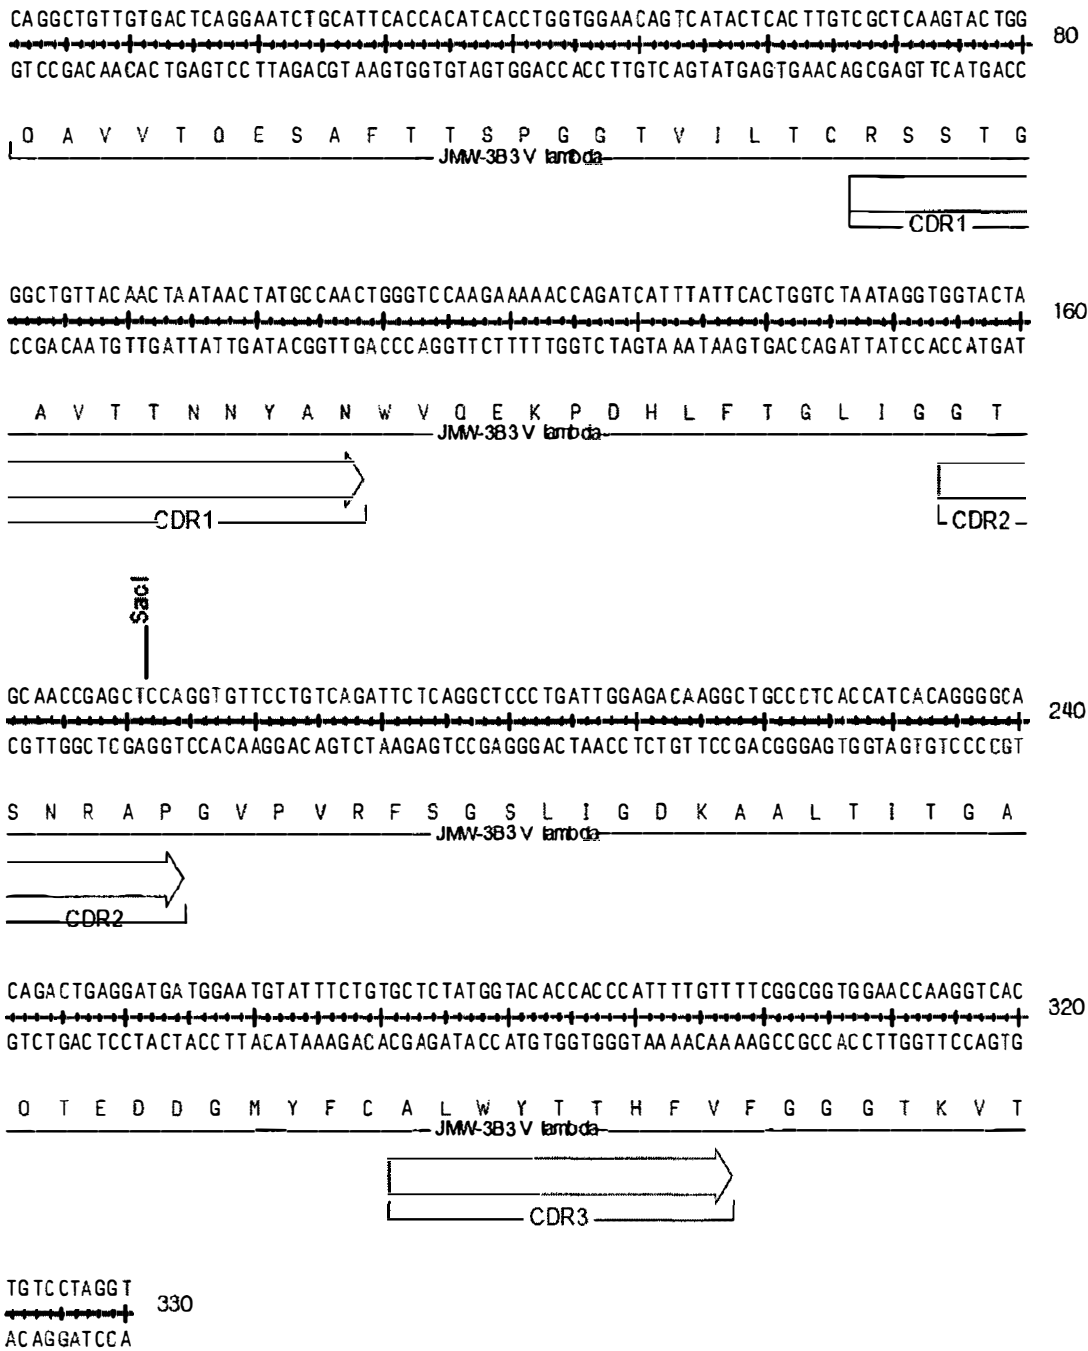 CAGGCTGTTGTGACTCAGGAATCTGCATTCACCACATCACCTGGTGGAACAGTCATACTCACTTGTCGCTCAAGTACTGG 80
GTCCGACAACACTGAGTCCTTAGACGTAAGTGGTGTAGTGGACCACCTTGTCAGTATGAGTGAACAGCGAGTTCATGACC
Q A V V T Q E S A F T T S P G G T V I L T C R S S T G
JMW-3B3 V lambda
CDR1
GGCTGTTACAACTAATAACTATGCCAACTGGGTCCAAGAAAAACCAGATCATTTATTCACTGGTCTAATAGGTGGTACTA 160
CCGACAATGTTGATTATTGATACGGTTGACCCAGGTTCTTTTTGGTCTAGTAAATAAGTGACCAGATTATCCACCATGAT
A V T T N N Y A N W V Q E K P D H L F T G L I G G T
JMW-3B3 V lambda
CDR1 CDR2
SacI
GCAACCGAGCTCCAGGTGTTCCTGTCAGATTCTCAGGCTCCCTGATTGGAGACAAGGCTGCCCTCACCATCACAGGGGCA 240
CGTTGGCTCGAGGTCCACAAGGACAGTCTAAGAGTCCGAGGGACTAACCTCTGTTCCGACGGGAGTGGTAGTGTCCCCGT
S N R A P G V P V R F S G S L I G D K A A L T I T G A
JMW-3B3 V lambda
CDR2
CAGACTGAGGATGATGGAATGTATTTCTGTGCTCTATGGTACACCACCCATTTTGTTTTCGGCGGTGGAACCAAGGTCAC 320
GTCTGACTCCTACTACCTTACATAAAGACACGAGATACCATGTGGTGGGTAAAACAAAAGCCGCCACCTTGGTTCCAGTG
Q T E D D G M Y F C A L W Y T T H F V F G G G T K V T
JMW-3B3 V lambda
CDR3
TGTCCTAGGT 330
ACAGGATCCA